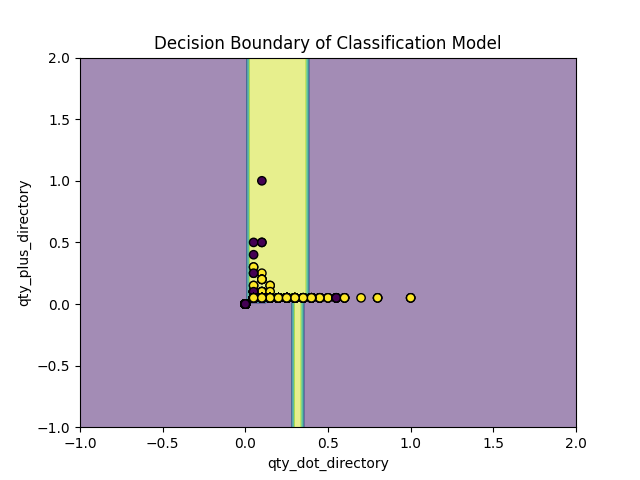 Decision Boundary of Classification Model
2.0
1.5
1.0
0.5
0.0
−0.5
−1.0
qty_plus_directory
−1.0 −0.5 0.0 0.5 1.0 1.5 2.0
qty_dot_directory